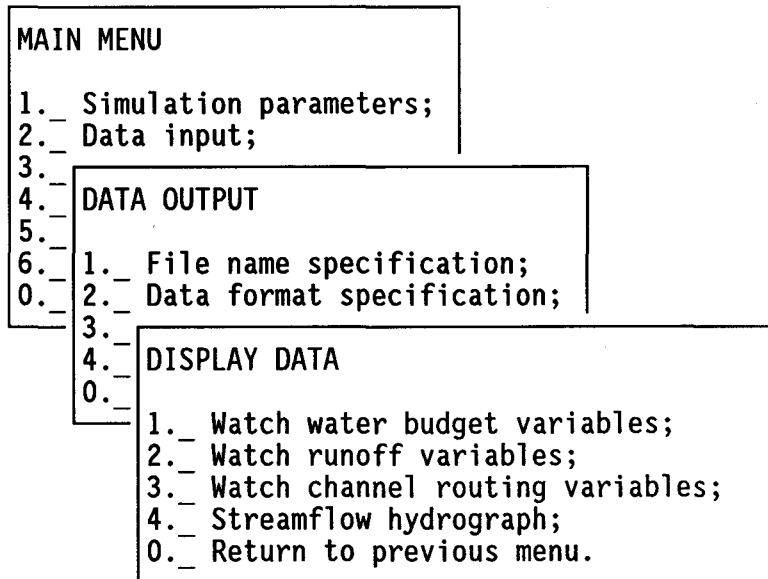 MAIN MENU
1._ Simulation parameters;
2._ Data input;
3._
4._
5._
6._
0._
DATA OUTPUT
1._ File name specification;
2._ Data format specification;
3._
4._
0._
DISPLAY DATA
1._ Watch water budget variables;
2._ Watch runoff variables;
3._ Watch channel routing variables;
4._ Streamflow hydrograph;
0._ Return to previous menu.